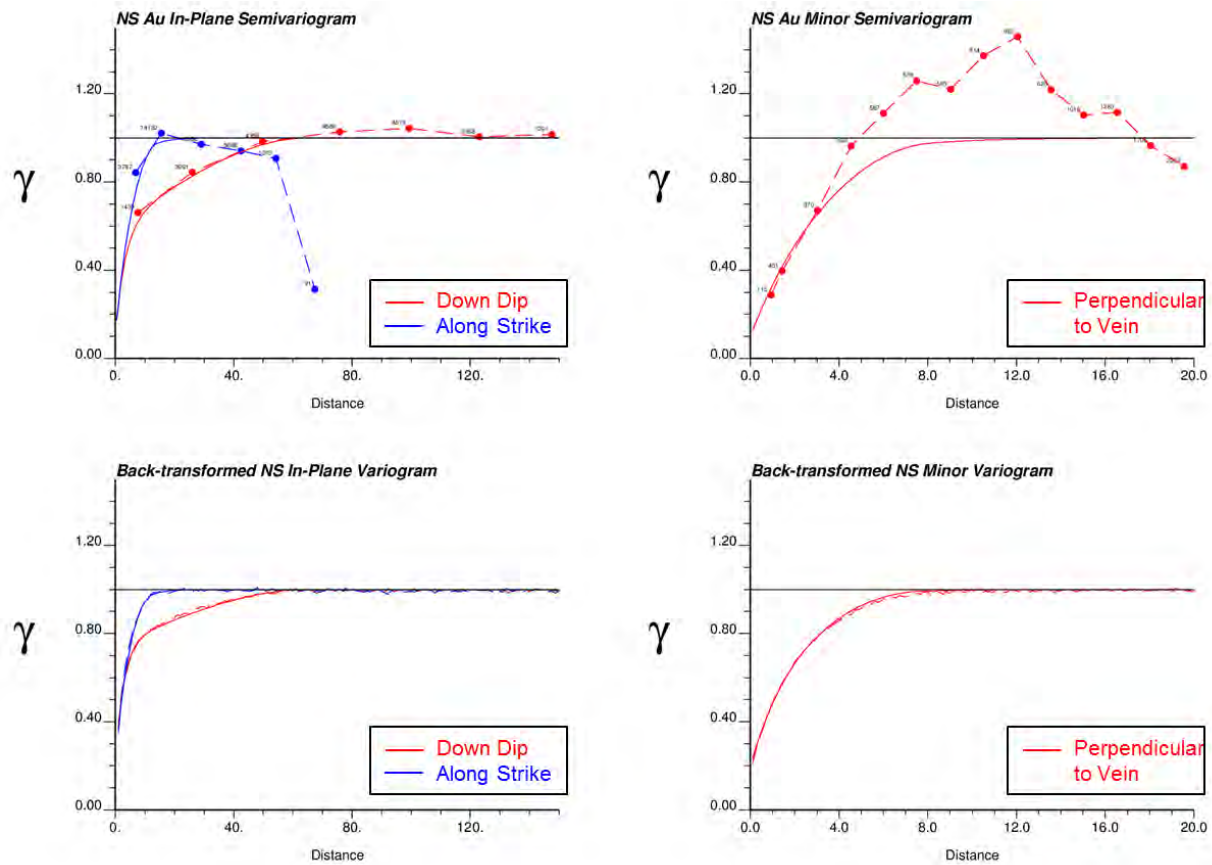 NS Au In-Plane Semivariogram
γ
1.20
0.80
0.40
0.00
0. 40. 80. 120.
Distance
Down Dip
Along Strike
NS Au Minor Semivariogram
γ
1.20
0.80
0.40
0.00
0.0 4.0 8.0 12.0 16.0 20.0
Distance
Perpendicular
to Vein
Back-transformed NS In-Plane Variogram
γ
1.20
0.80
0.40
0.00
0. 40. 80. 120.
Distance
Down Dip
Along Strike
Back-transformed NS Minor Variogram
γ
1.20
0.80
0.40
0.00
0.0 4.0 8.0 12.0 16.0 20.0
Distance
Perpendicular
to Vein